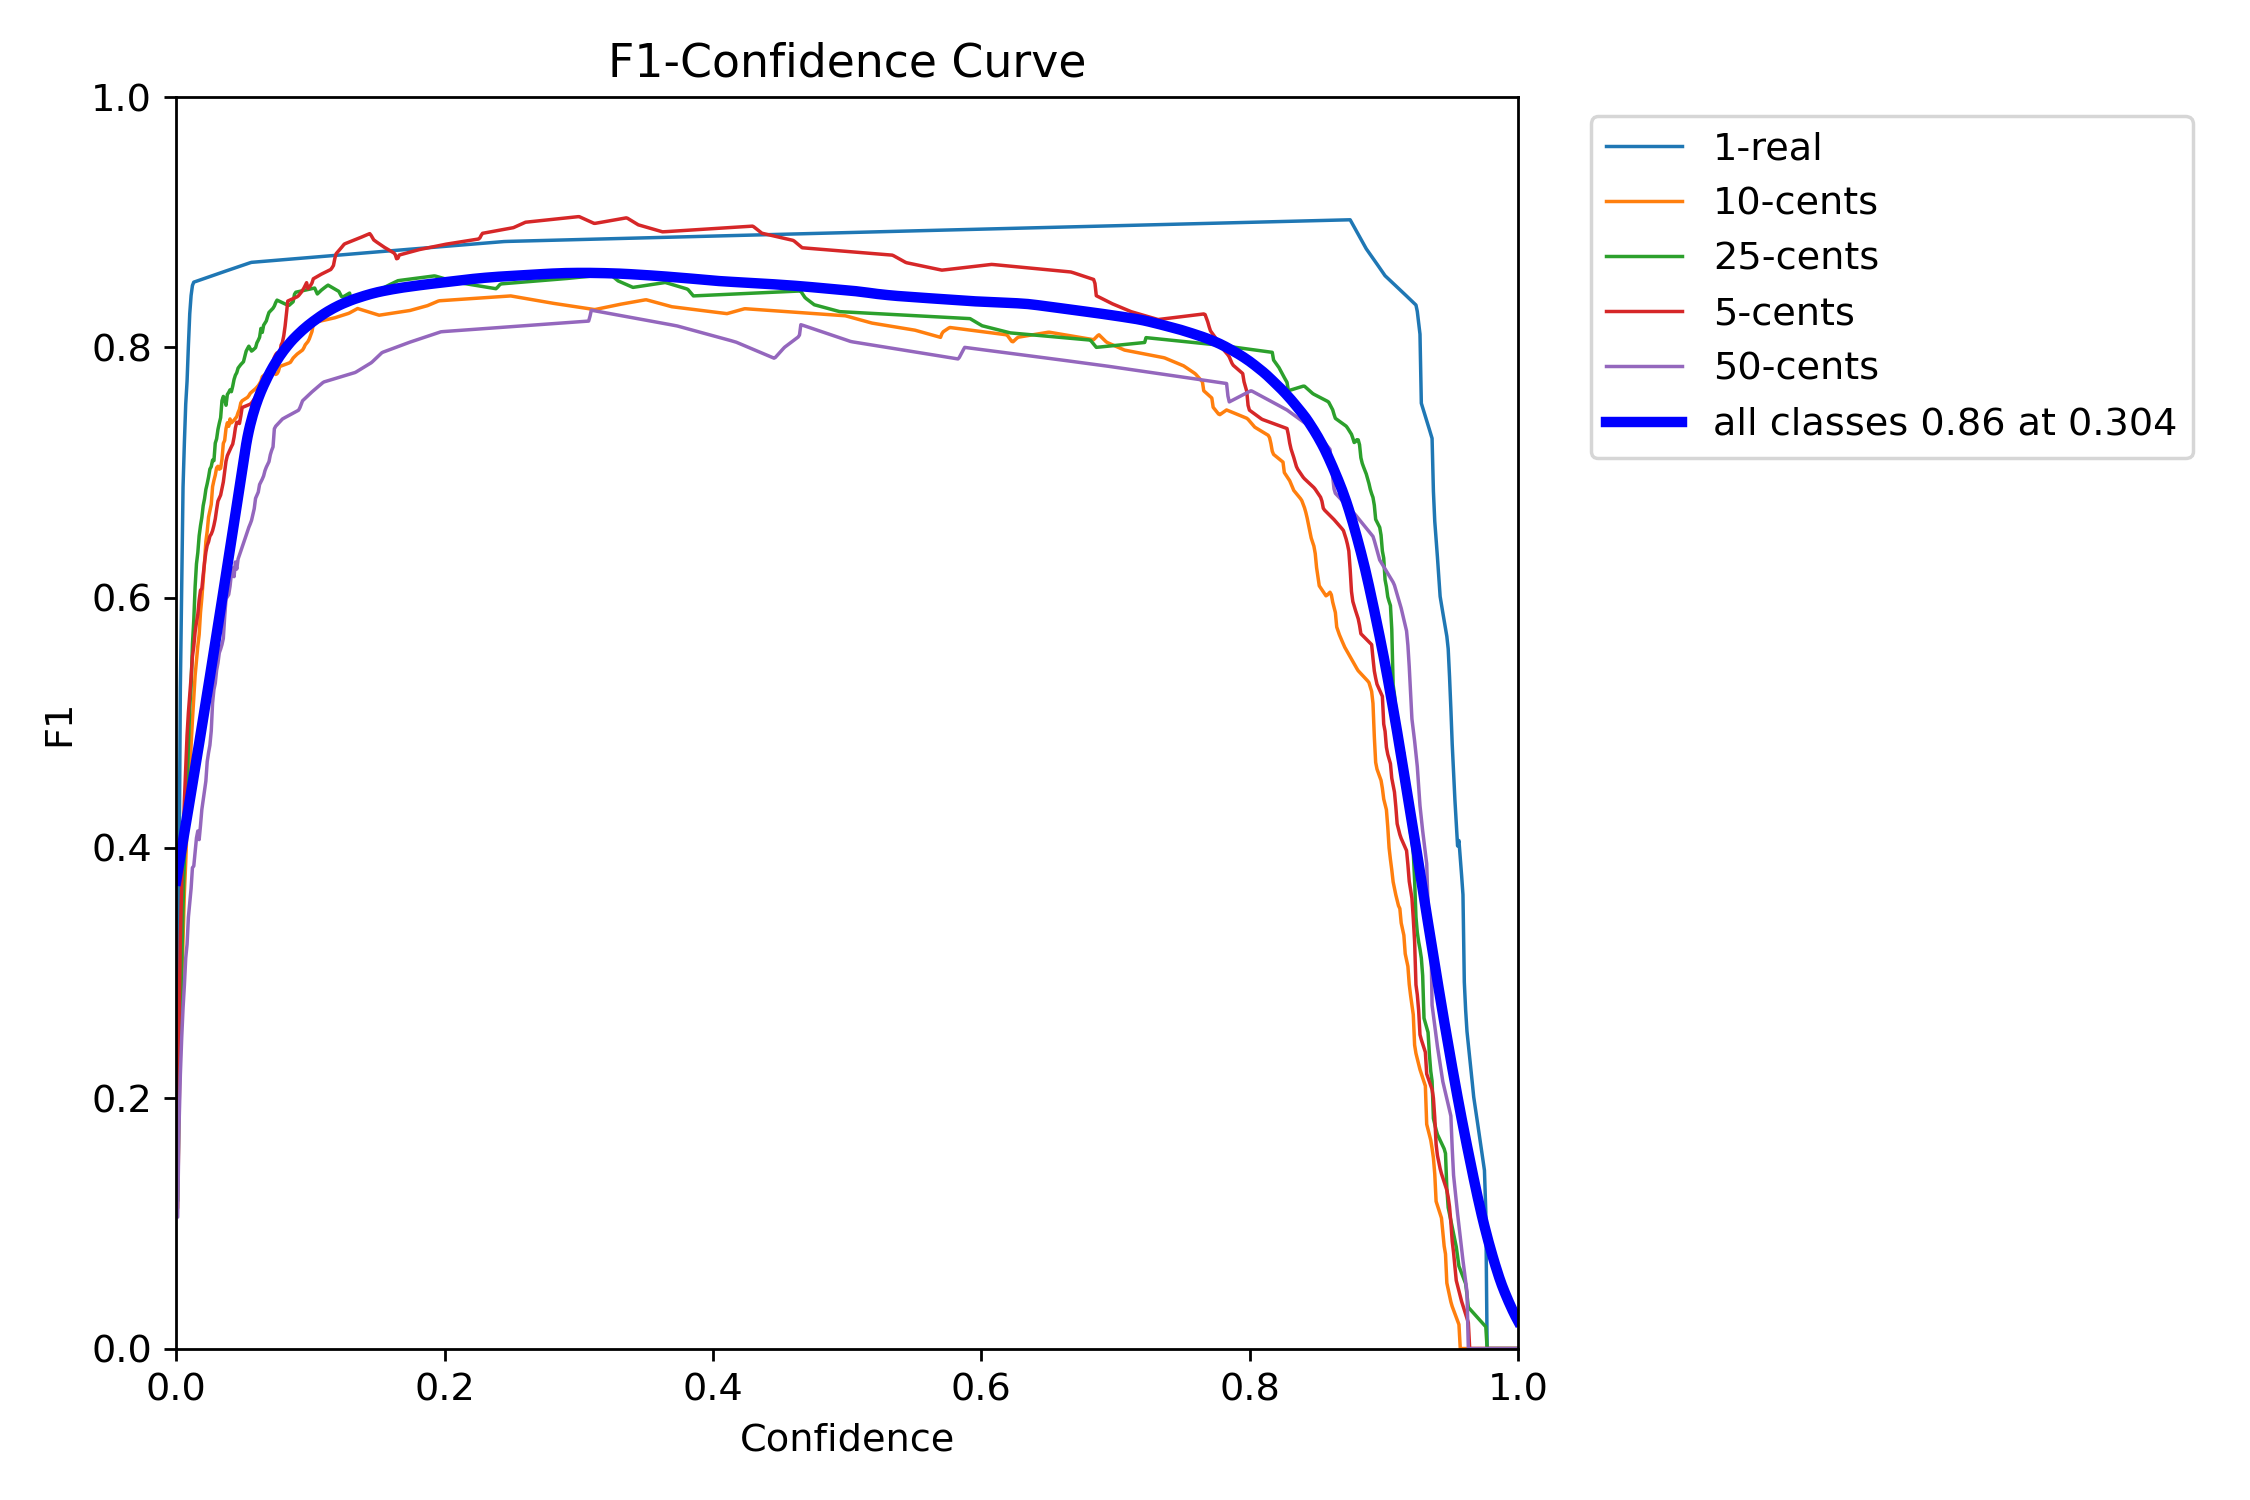 F1-Confidence Curve
1.0
0.8
0.6
0.4
0.2
0.0
F1
0.0 0.2 0.4 0.6 0.8 1.0
Confidence
1-real
10-cents
25-cents
5-cents
50-cents
all classes 0.86 at 0.304